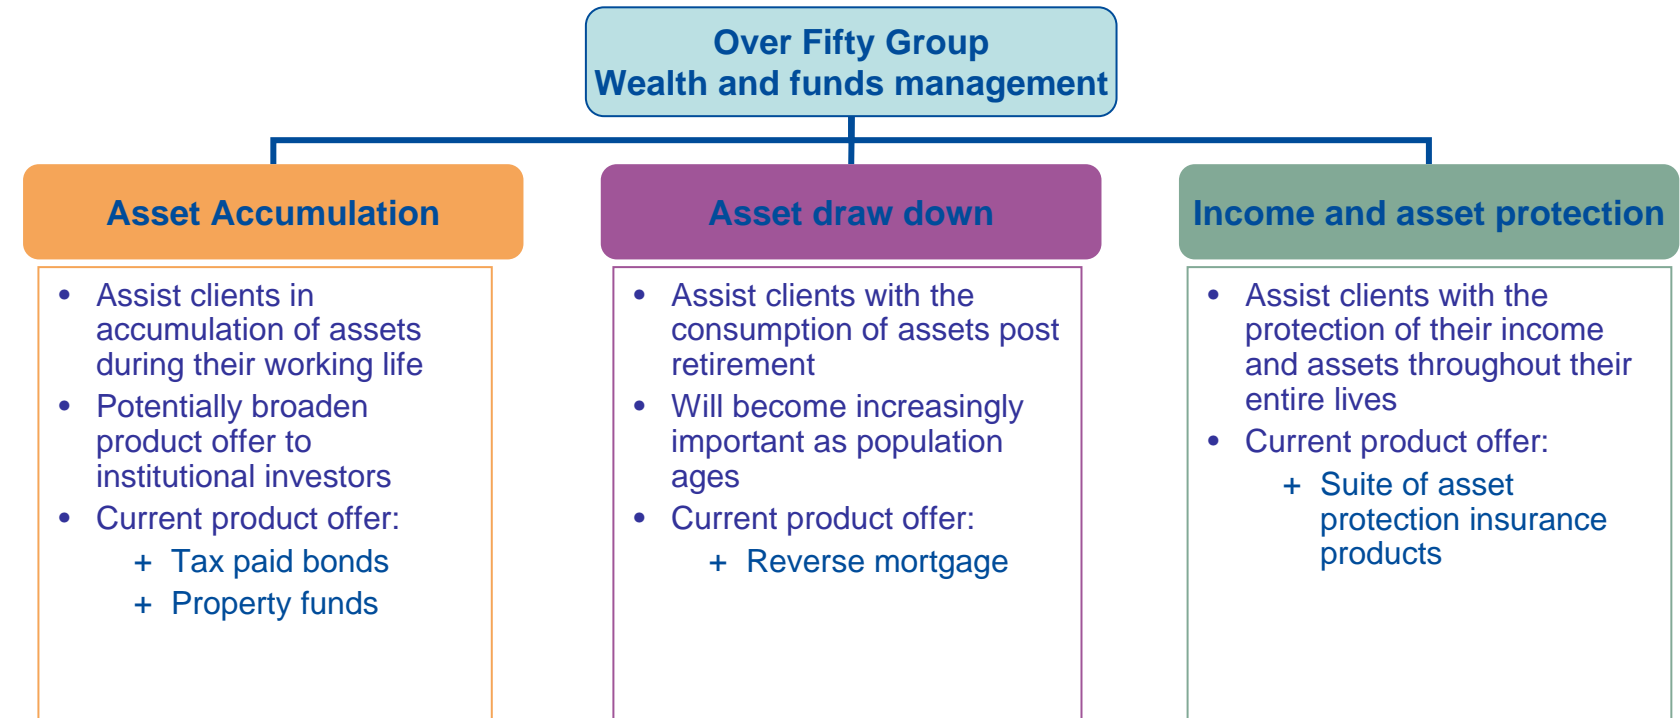 Over Fifty Group
Wealth and funds management
Asset Accumulation
• Assist clients in
accumulation of assets
during their working life
• Potentially broaden
product offer to
institutional investors
• Current product offer:
+ Tax paid bonds
+ Property funds
Asset draw down
• Assist clients with the
consumption of assets post
retirement
• Will become increasingly
important as population
ages
• Current product offer:
+ Reverse mortgage
Income and asset protection
• Assist clients with the
protection of their income
and assets throughout their
entire lives
• Current product offer:
+ Suite of asset
protection insurance
products